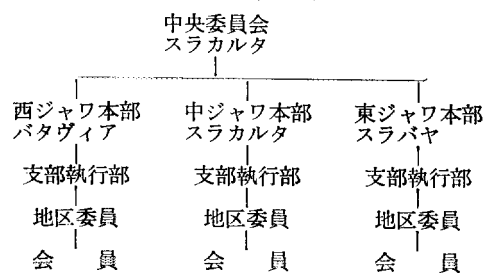 中央委員会
スラカルタ
西ジャワ本部 中ジャワ本部 東ジャワ本部
バタヴィア スラカルタ スラバヤ
支部執行部 支部執行部 支部執行部
地区委員 地区委員 地区委員
会員 会員 会員